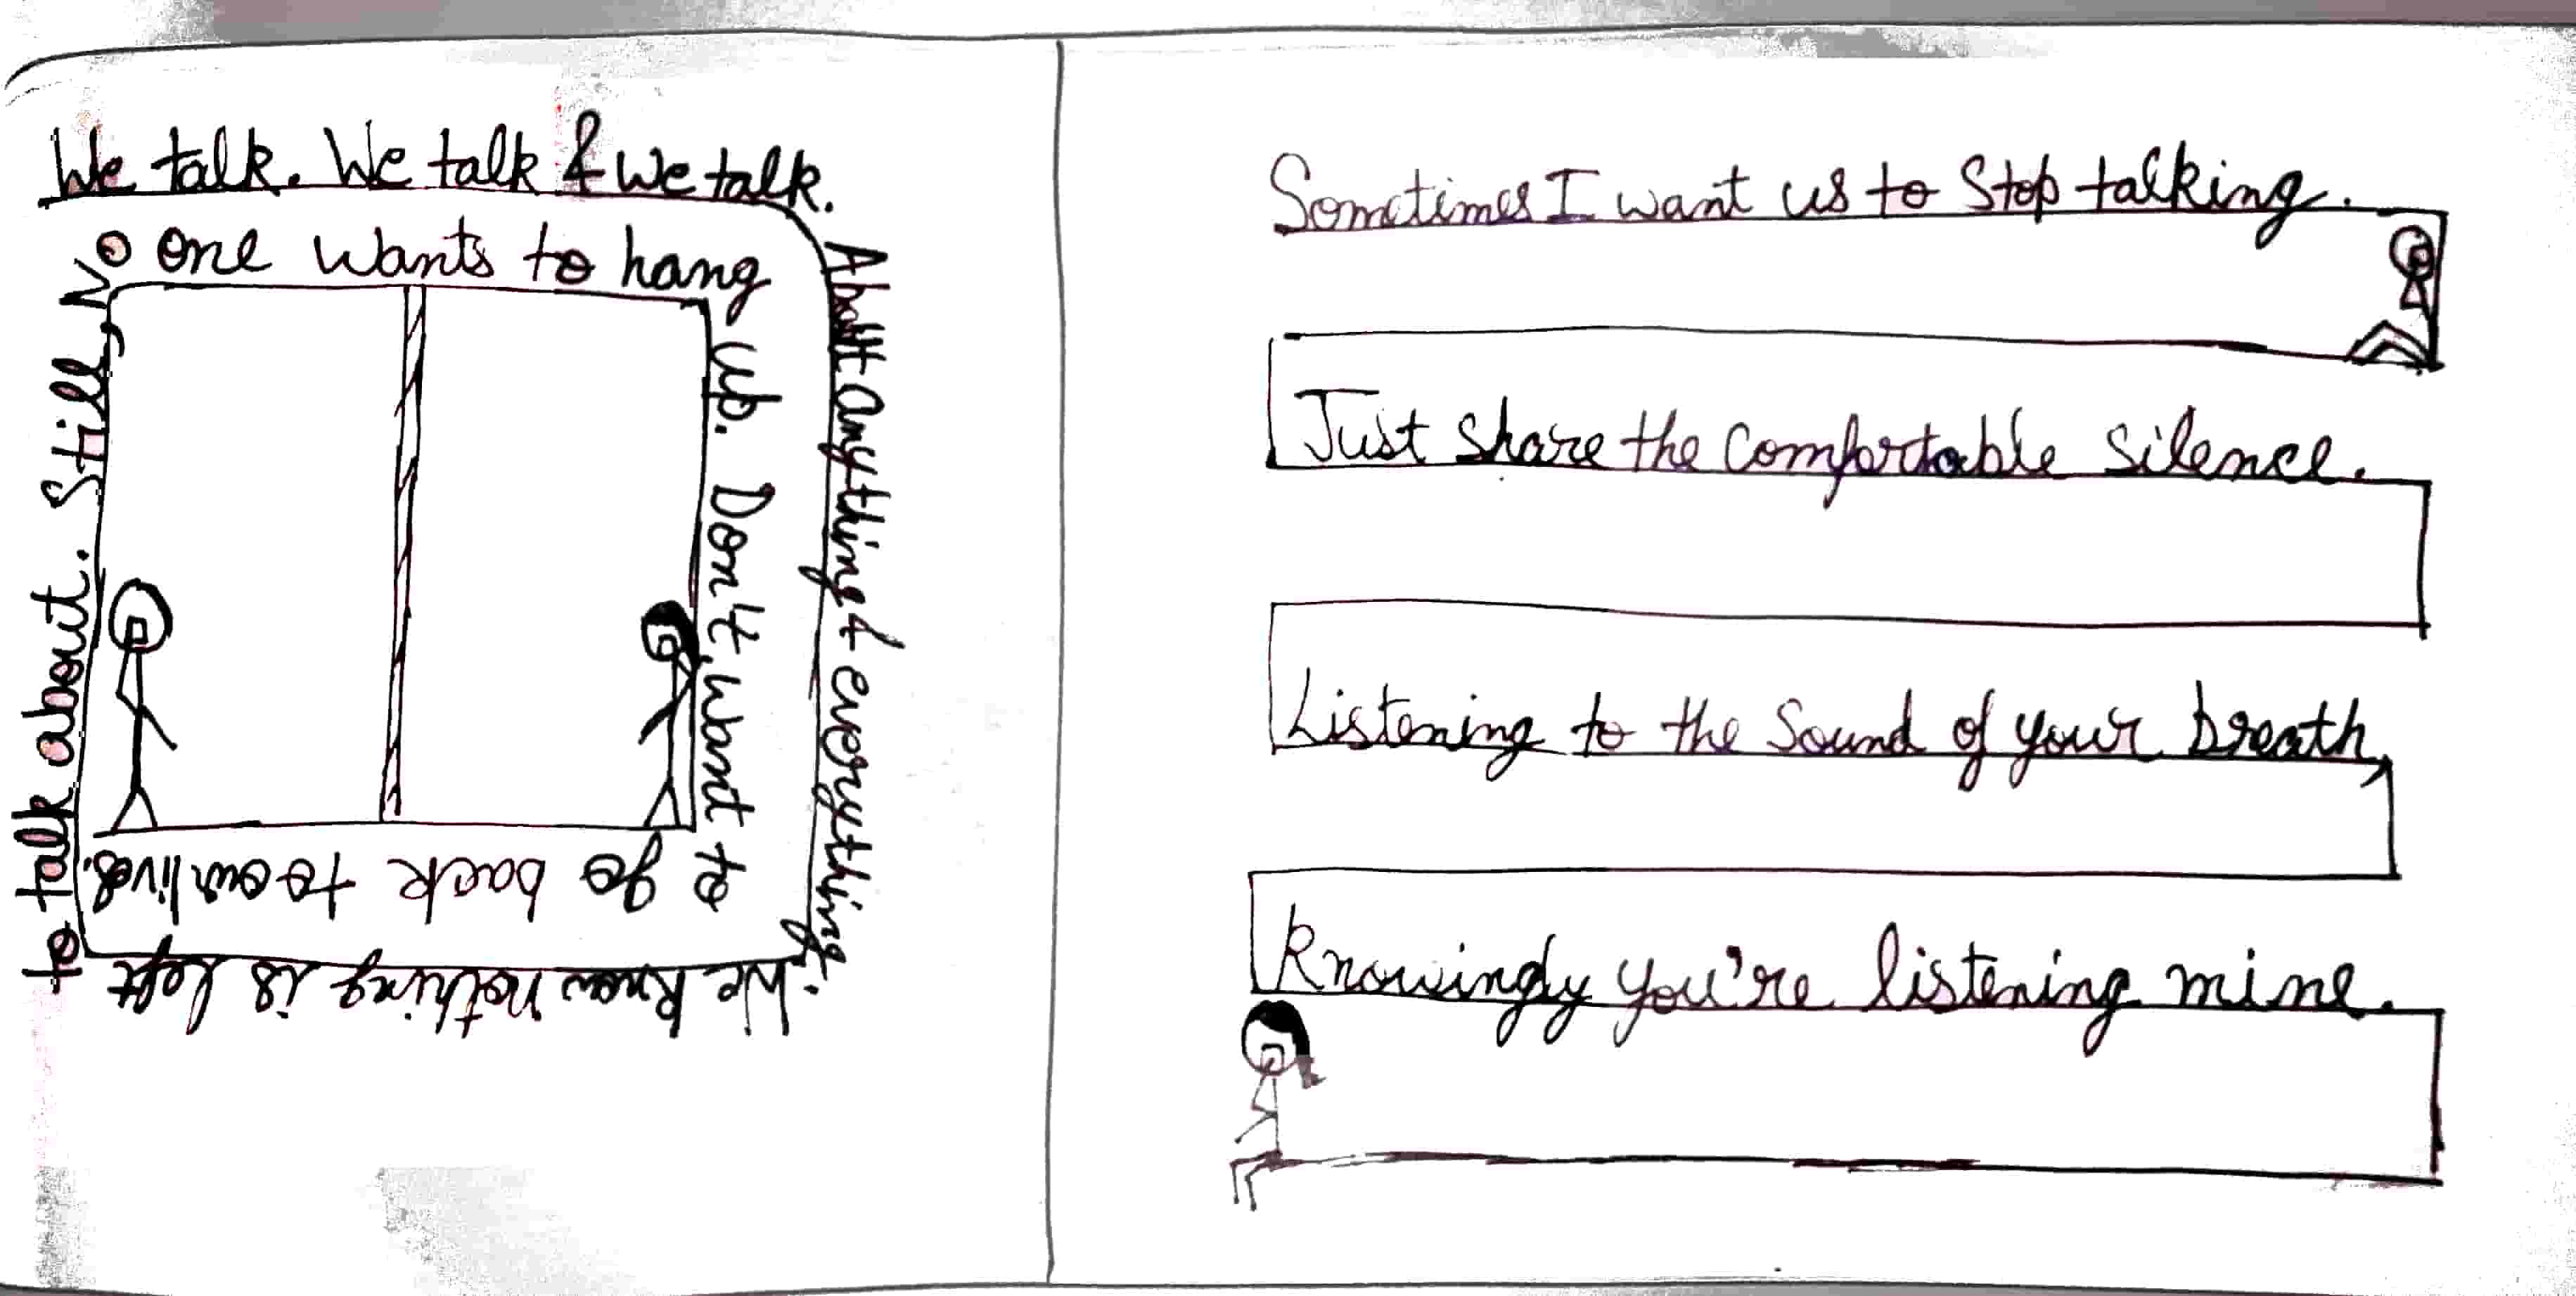 We talk. We talk & we talk.
About anything & everything.
We know nothing is left
to talk about. Still, No
one wants to hang
up. Don't want to
go back to our lives.
Sometimes I want us to Stop talking.
Just share the comfortable silence.
Listening to the sound of your breath,
knowingly you're listening mine.